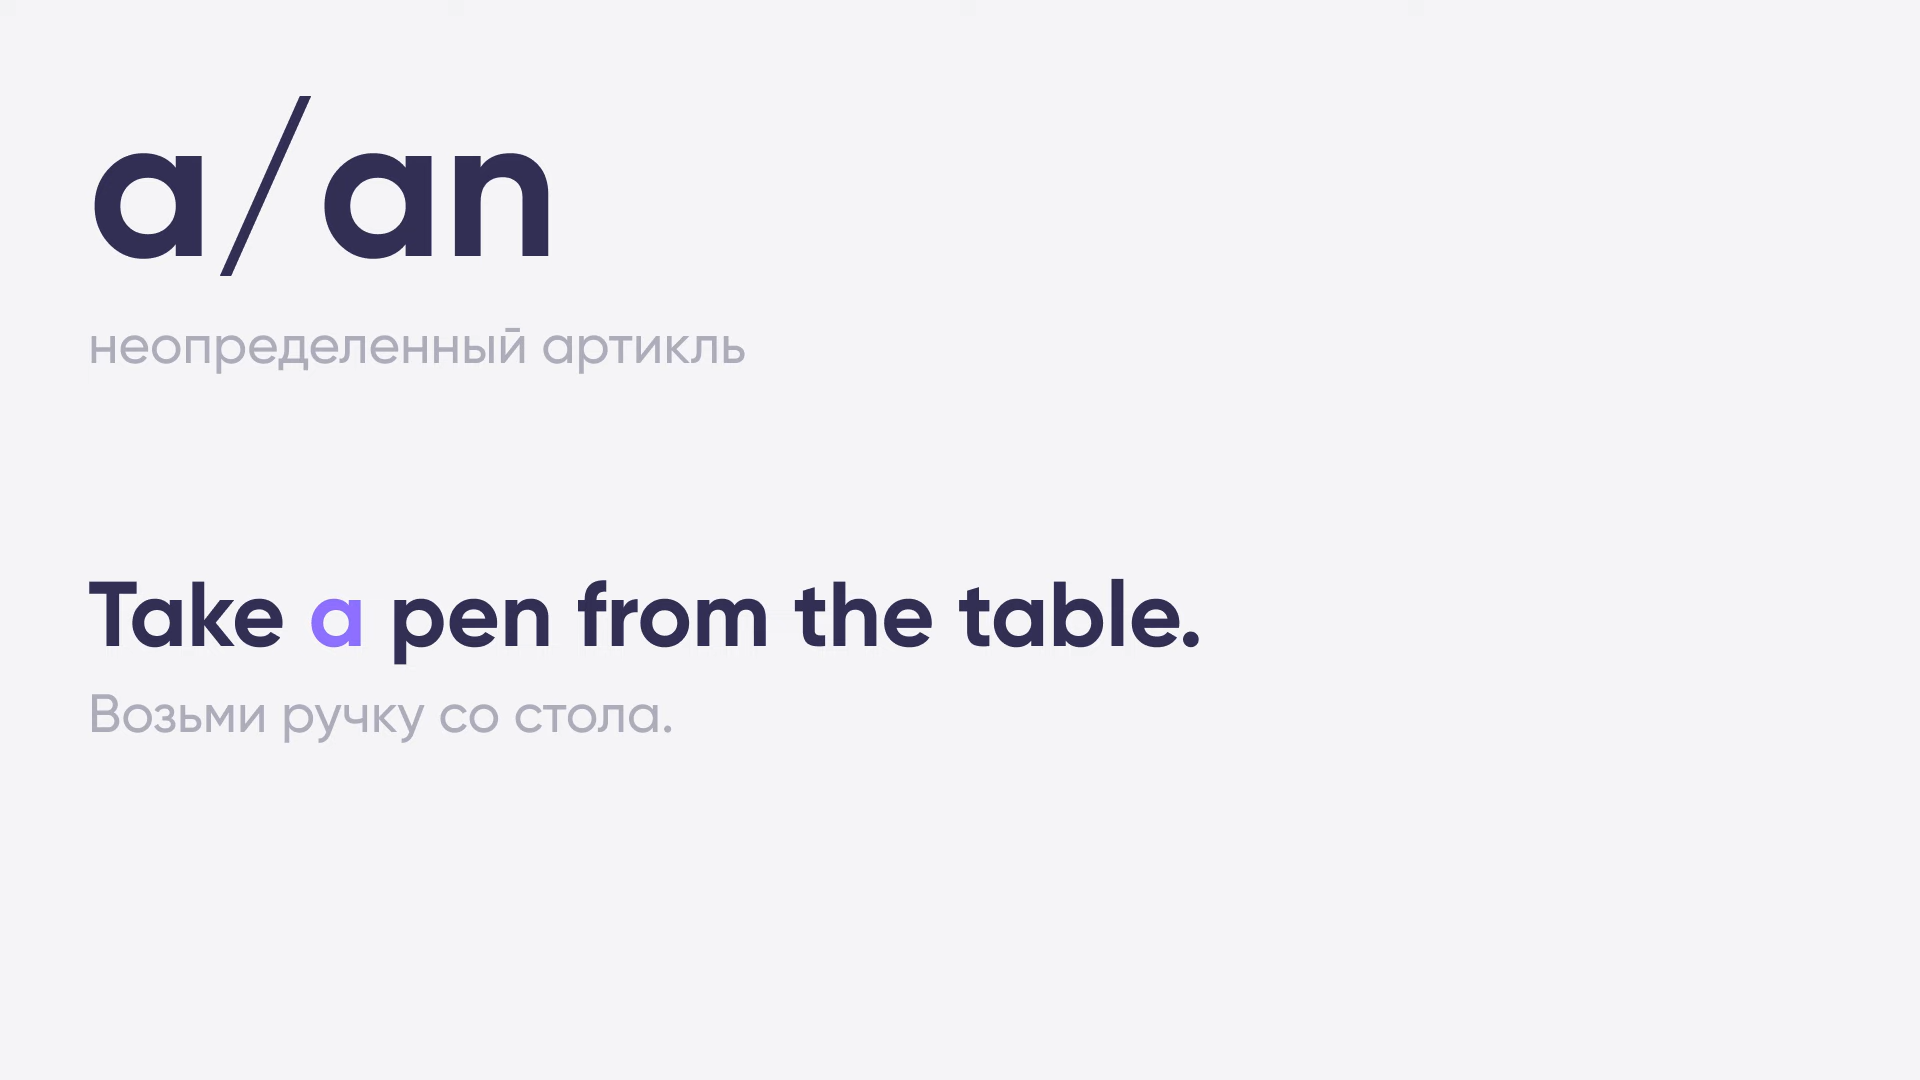 a/an
неопределенный артикль
Take a pen from the table.
Возьми ручку со стола.